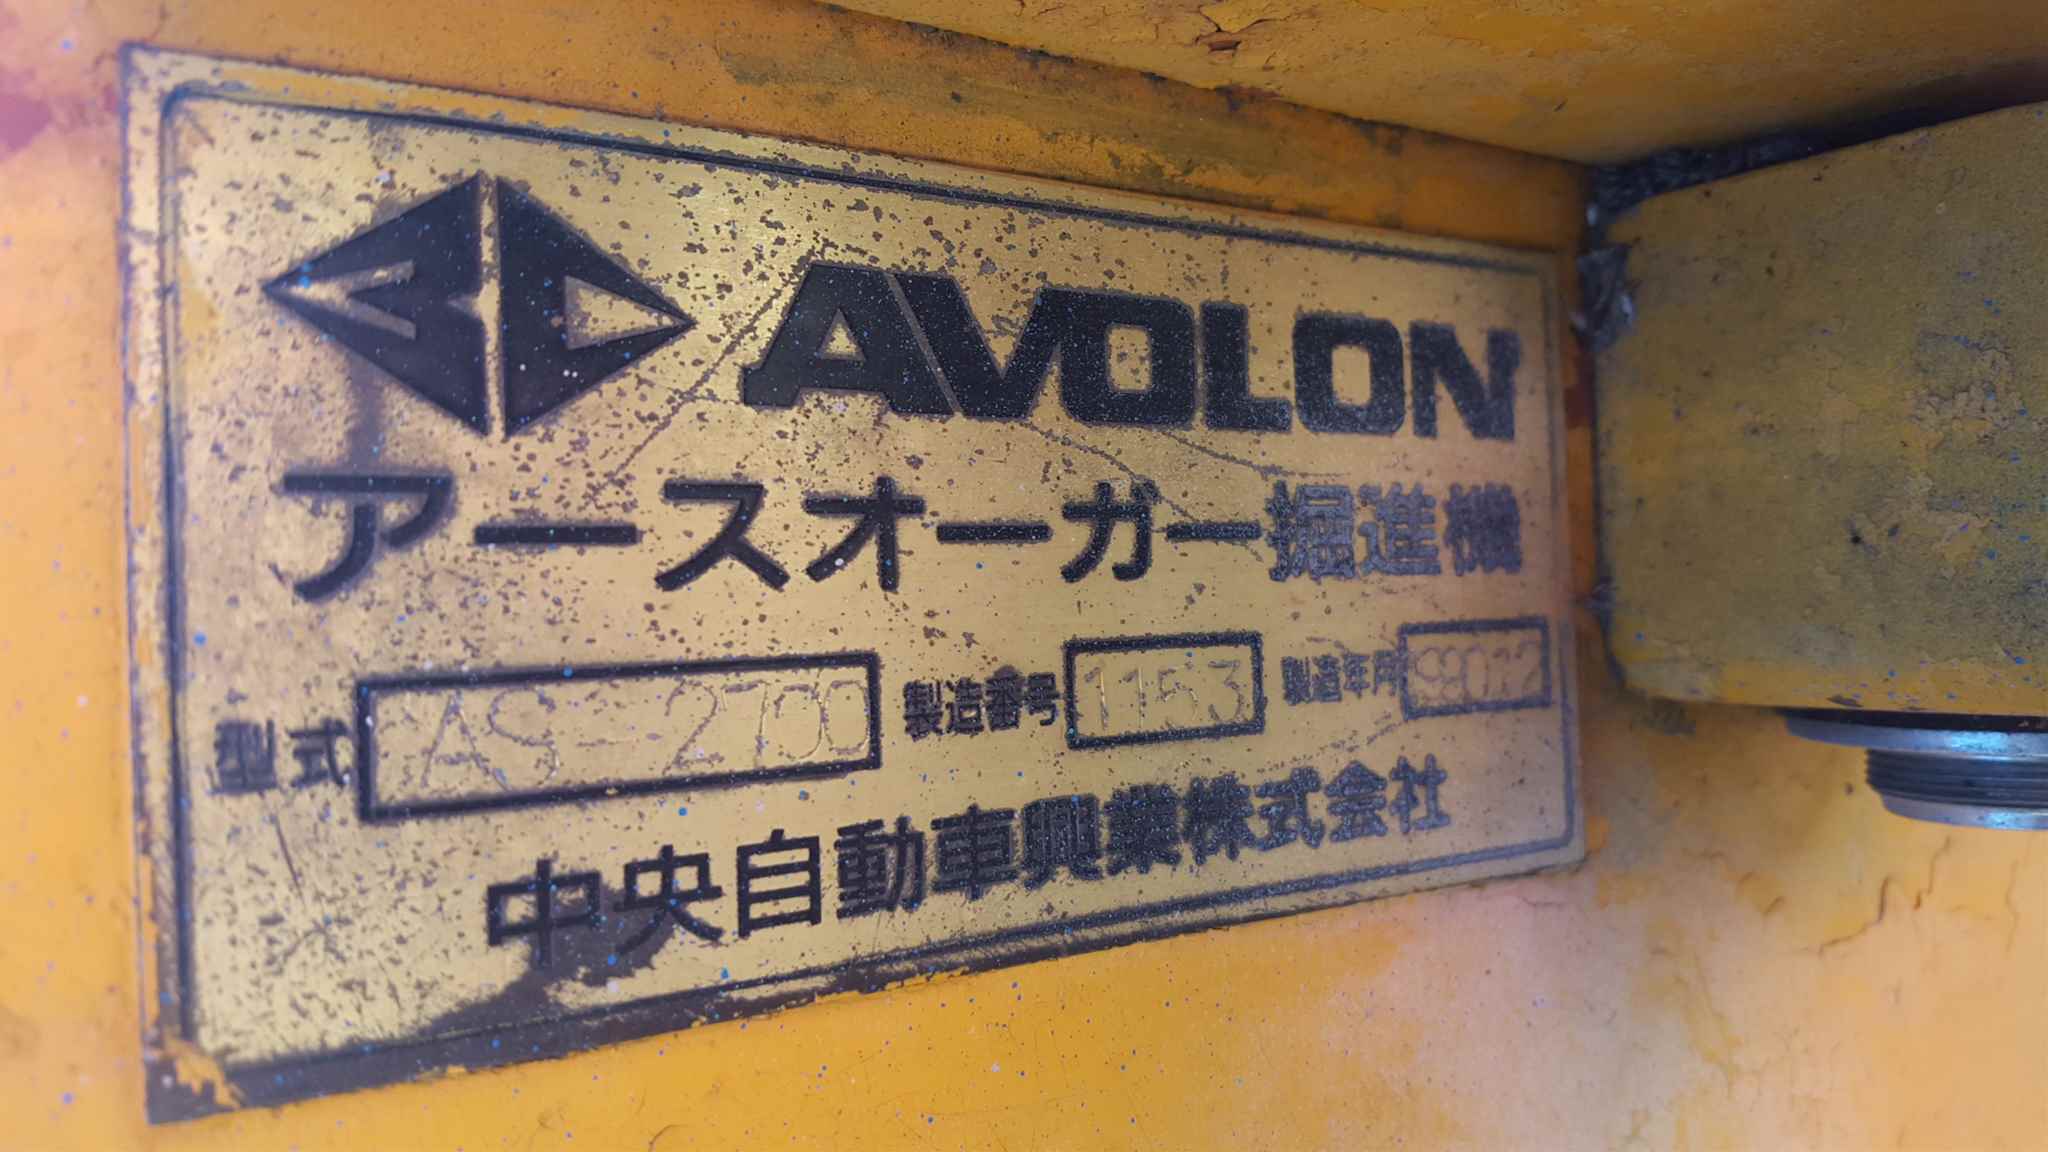 AVOLON
アースオーガー掘進機
型式 AS-2700 製造番号 1153 製造年月
中央自動車興業株式会社